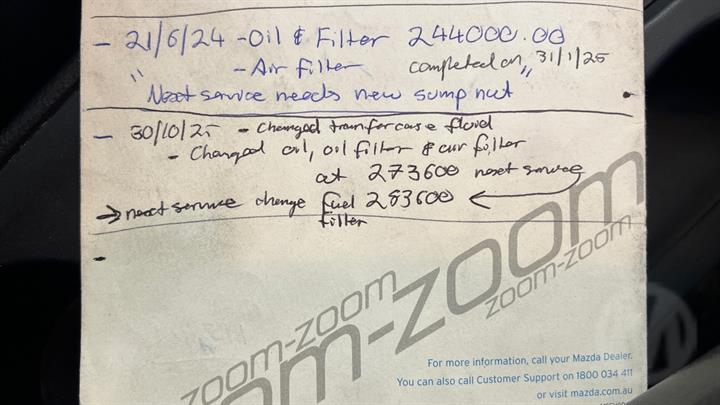 - 21/6/24 - Oil & Filter 244000.00
" - Air filter completed on, 31/1/25
"Next service needs new sump nut"
- 30/10/25 - Changed transfer case fluid
- Changed oil, oil filter & air filter
at 273600 next service
→ next service change fuel 283600 ←
filter
zoom-zoom
zoom-zoom
zoom-zoom
For more information, call your Mazda Dealer.
You can also call Customer Support on 1800 034 411
or visit mazda.com.au